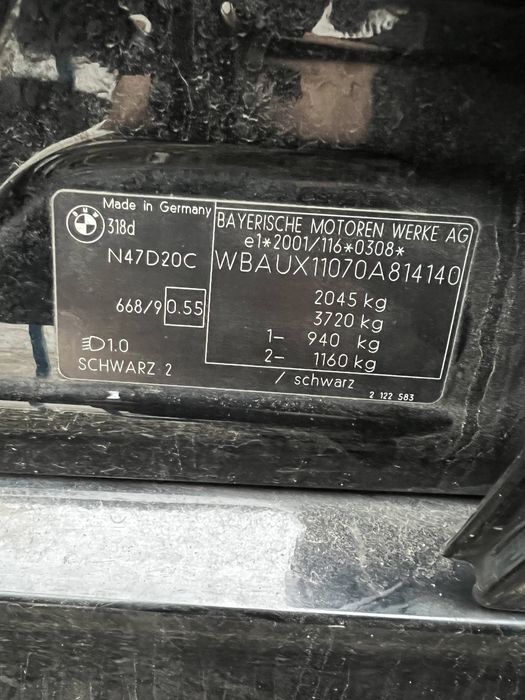 BMW
Made in Germany
318d
N47D20C
668/9 0.55
1.0
SCHWARZ 2
BAYERISCHE MOTOREN WERKE AG
e1*2001/116*0308*
WBAUX11070A814140
2045 kg
3720 kg
1- 940 kg
2- 1160 kg
/ schwarz
2 122 583